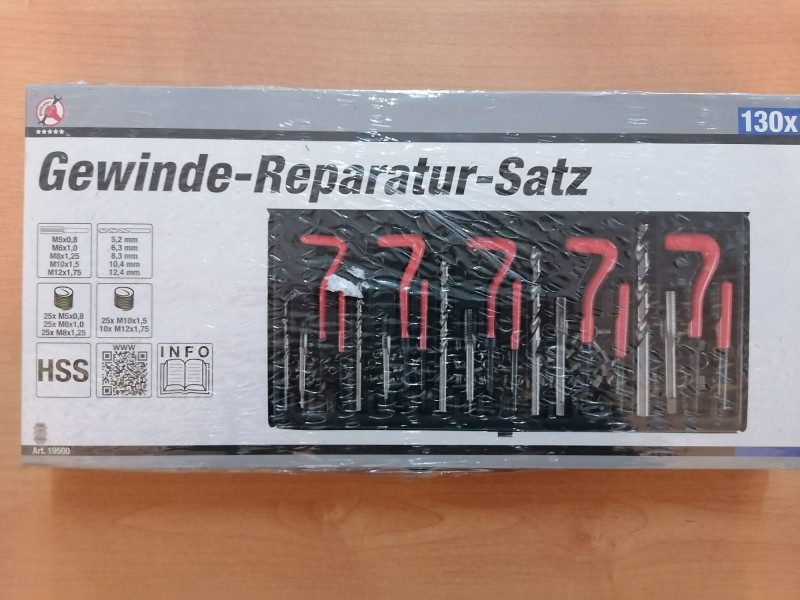 130x
Gewinde-Reparatur-Satz
M5x0,8
M6x1,0
M8x1,25
M10x1,5
M12x1,75
5,2 mm
6,3 mm
8,3 mm
10,4 mm
12,4 mm
25x M5x0,8
25x M6x1,0
25x M8x1,25
25x M10x1,5
10x M12x1,75
HSS
WWW
INFO
Art. 19500